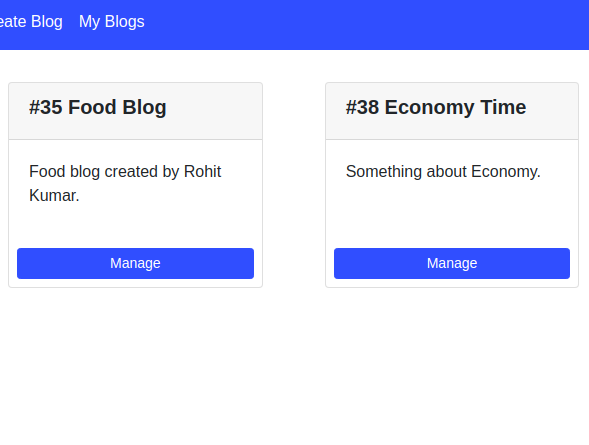 eate Blog My Blogs
#35 Food Blog
Food blog created by Rohit
Kumar.
Manage
#38 Economy Time
Something about Economy.
Manage